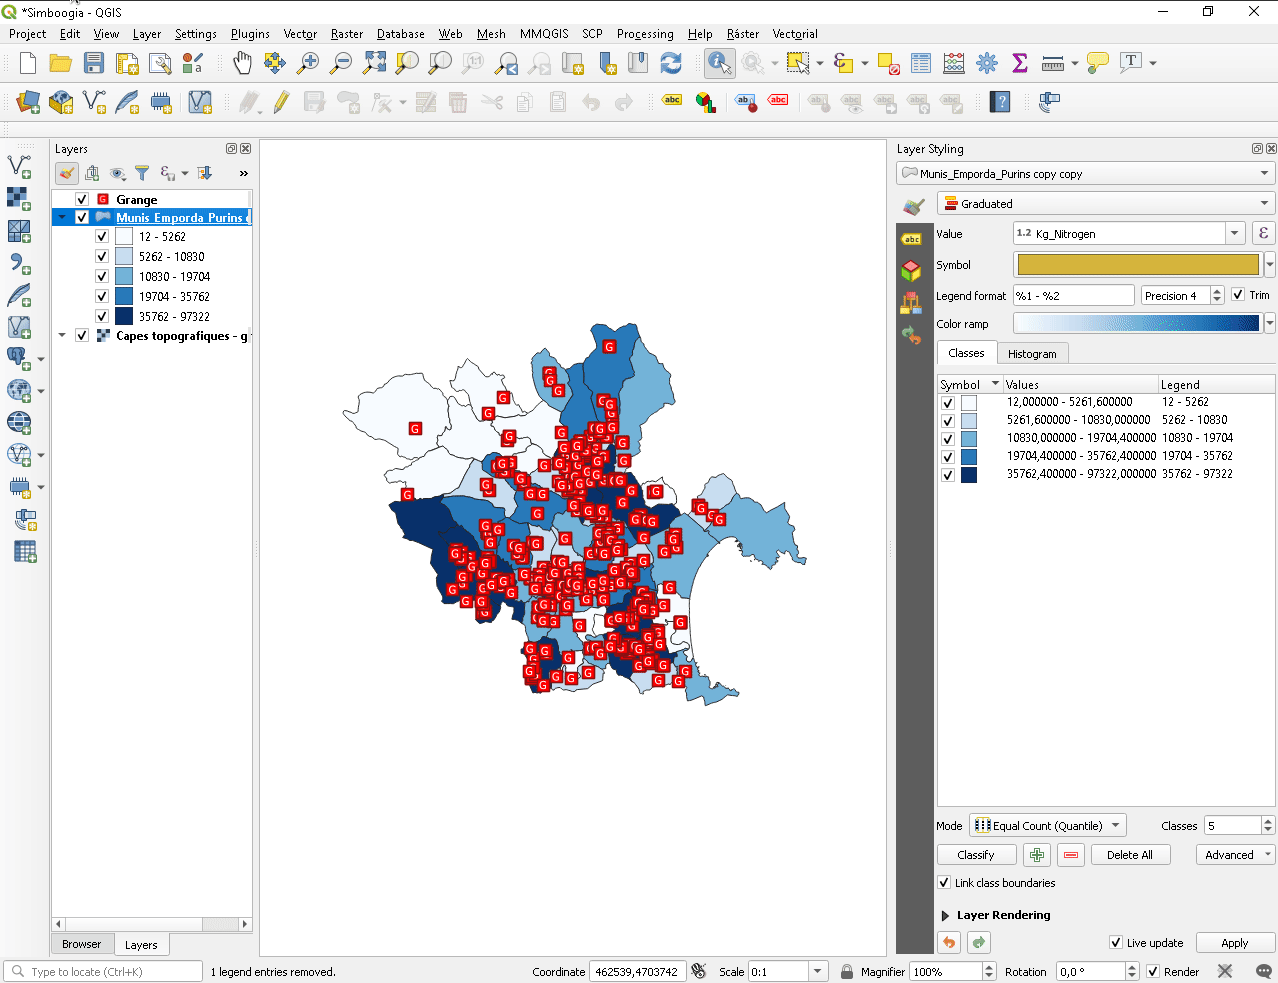 *Simboogia - QGIS
Project Edit View Layer Settings Plugins Vector Raster Database Web Mesh MMQGIS SCP Processing Help Ráster Vectorial
Layers
Grange
Munis_Emporda_Purins
12 - 5262
5262 - 10830
10830 - 19704
19704 - 35762
35762 - 97322
Capes topografiques - g
Browser Layers
Layer Styling
Munis_Emporda_Purins copy copy
Graduated
Value 1.2 Kg_Nitrogen
Symbol
Legend format %1 - %2 Precision 4 Trim
Color ramp
Classes Histogram
Symbol Values Legend
12,000000 - 5261,600000 12 - 5262
5261,600000 - 10830,000000 5262 - 10830
10830,000000 - 19704,400000 10830 - 19704
19704,400000 - 35762,400000 19704 - 35762
35762,400000 - 97322,000000 35762 - 97322
Mode Equal Count (Quantile) Classes 5
Classify Delete All Advanced
Link class boundaries
Layer Rendering
Live update Apply
Type to locate (Ctrl+K) 1 legend entries removed. Coordinate 462539,4703742 Scale 0:1 Magnifier 100% Rotation 0,0 ° Render